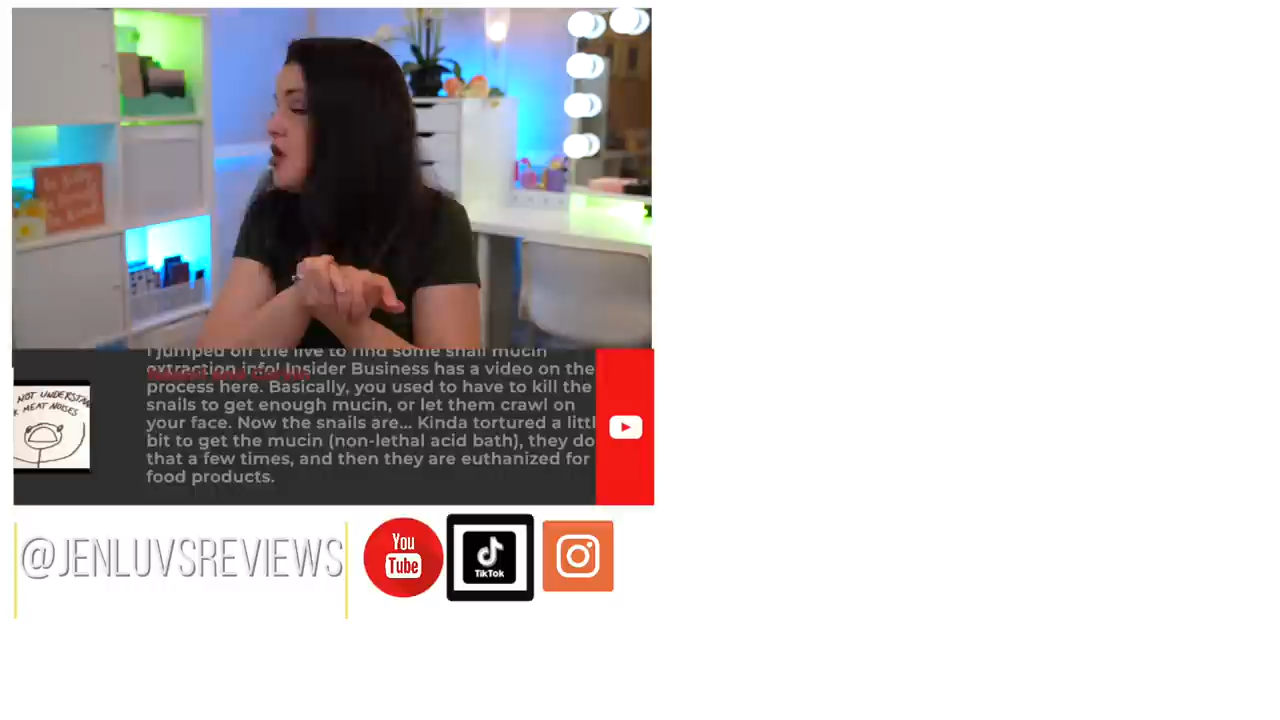 I jumped off the live to find some snail mucin
extraction info! Insider Business has a video on the
process here. Basically, you used to have to kill the
snails to get enough mucin, or let them crawl on
your face. Now the snails are... Kinda tortured a littl
bit to get the mucin (non-lethal acid bath), they do
that a few times, and then they are euthanized for
food products.
NOT UNDERSTAN
MEAT NOISES
@JENLUVSREVIEWS
You
Tube
TikTok